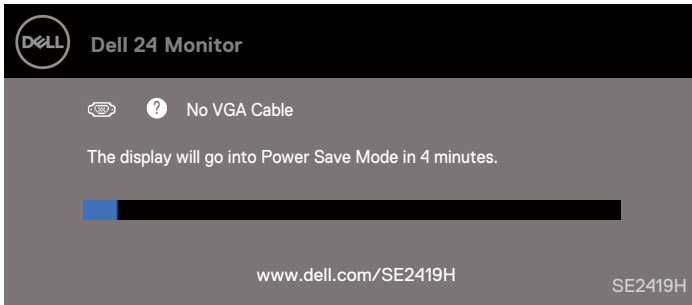 DELL
Dell 24 Monitor
? No VGA Cable
The display will go into Power Save Mode in 4 minutes.
www.dell.com/SE2419H
SE2419H